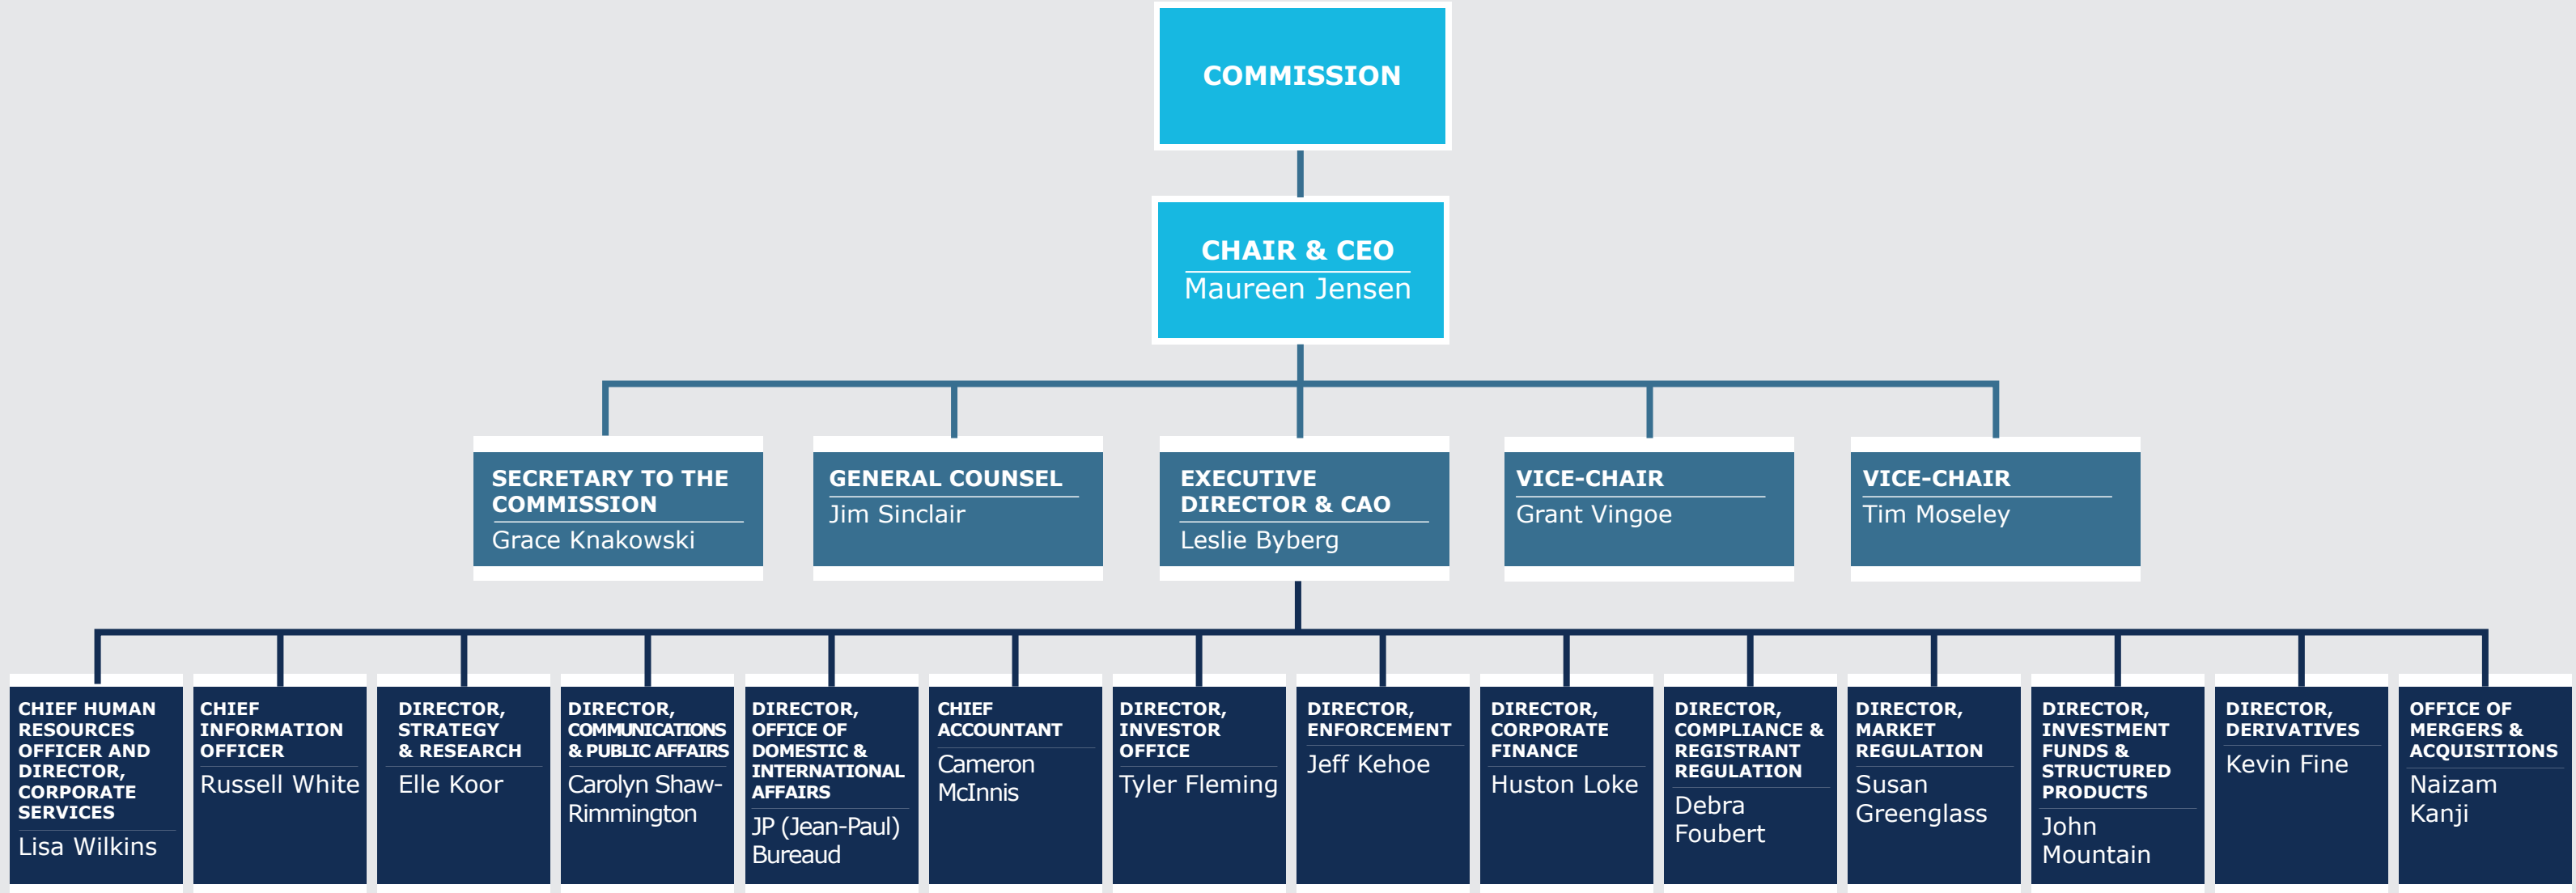 COMMISSION
CHAIR & CEO
Maureen Jensen
SECRETARY TO THE
COMMISSION
Grace Knakowski
GENERAL COUNSEL
Jim Sinclair
EXECUTIVE
DIRECTOR & CAO
Leslie Byberg
VICE-CHAIR
Grant Vingoe
VICE-CHAIR
Tim Moseley
CHIEF HUMAN
RESOURCES
OFFICER AND
DIRECTOR,
CORPORATE
SERVICES
Lisa Wilkins
CHIEF
INFORMATION
OFFICER
Russell White
DIRECTOR,
STRATEGY
& RESEARCH
Elle Koor
DIRECTOR,
COMMUNICATIONS
& PUBLIC AFFAIRS
Carolyn Shaw-
Rimmington
DIRECTOR,
OFFICE OF
DOMESTIC &
INTERNATIONAL
AFFAIRS
JP (Jean-Paul)
Bureaud
CHIEF
ACCOUNTANT
Cameron
McInnis
DIRECTOR,
INVESTOR
OFFICE
Tyler Fleming
DIRECTOR,
ENFORCEMENT
Jeff Kehoe
DIRECTOR,
CORPORATE
FINANCE
Huston Loke
DIRECTOR,
COMPLIANCE &
REGISTRANT
REGULATION
Debra
Foubert
DIRECTOR,
MARKET
REGULATION
Susan
Greenglass
DIRECTOR,
INVESTMENT
FUNDS &
STRUCTURED
PRODUCTS
John
Mountain
DIRECTOR,
DERIVATIVES
Kevin Fine
OFFICE OF
MERGERS &
ACQUISITIONS
Naizam
Kanji